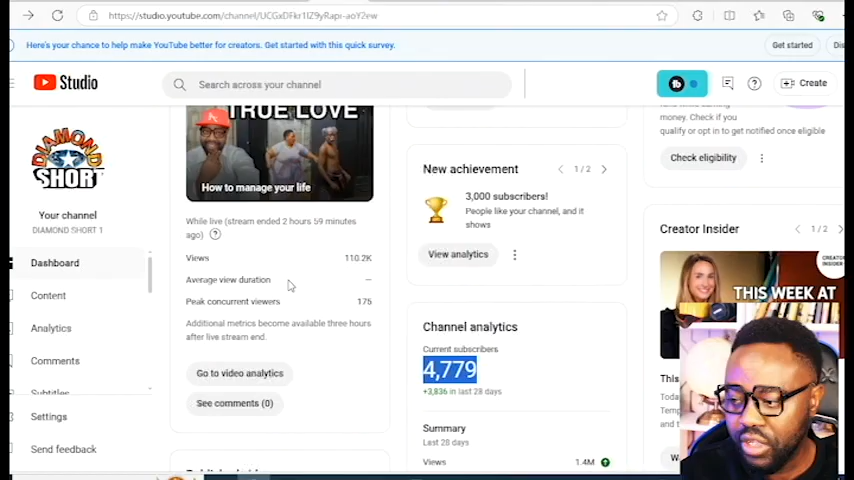 https://studio.youtube.com/channel/
Here's your chance to help make YouTube better for creators. Get started with this quick survey.
Get started
Studio
Search across your channel
Create
DIAMOND
SHORT
Your channel
DIAMOND SHORT 1
Dashboard
Content
Analytics
Comments
Subtitles
Settings
Send feedback
TRUE LOVE
How to manage your life
While live (stream ended 2 hours 59 minutes
ago)
Views 110.2K
Average view duration —
Peak concurrent viewers 175
Additional metrics become available three hours
after live stream end.
Go to video analytics
See comments (0)
New achievement
1 / 2
3,000 subscribers!
People like your channel, and it
shows
View analytics
Channel analytics
Current subscribers
4,779
+3,836 in last 28 days
Summary
Last 28 days
Views 1.4M
money. Check if you
qualify or opt in to get notified once eligible
Check eligibility
Creator Insider
1 / 2
CREATOR
INSIDER
THIS WEEK AT
This